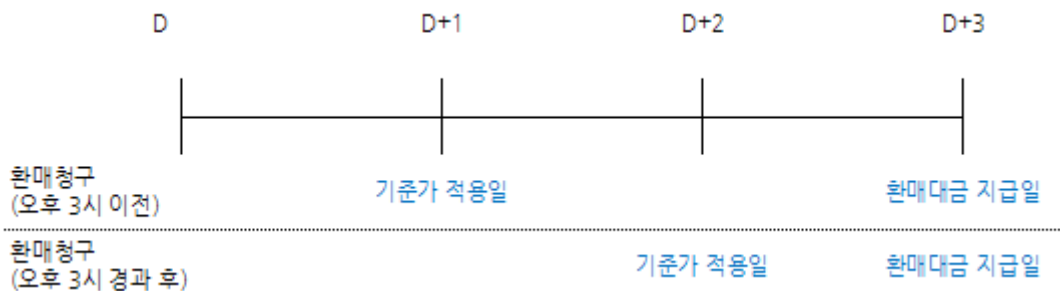 D D+1 D+2 D+3
환매청구
(오후 3시 이전) 기준가 적용일 환매대금 지급일
환매청구
(오후 3시 경과 후) 기준가 적용일 환매대금 지급일